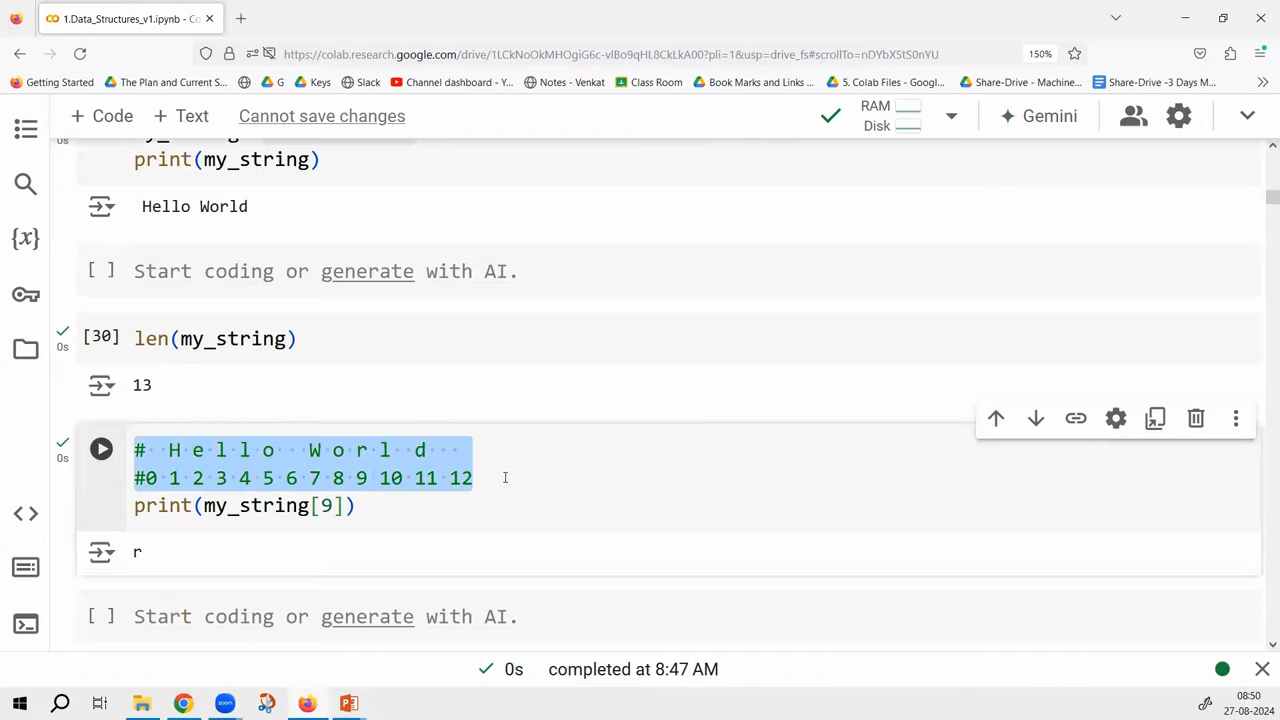 1.Data_Structures_v1.ipynb - Co
https://colab.research.google.com/drive/1LCkNoOkMHOgiG6c-vlBo9qHL8CkLkA00?pli=1&usp=drive_fs#scrollTo=nDYbX5tS0nYU
150%
Getting Started
The Plan and Current S...
G
Keys
Slack
Channel dashboard - Y...
Notes - Venkat
Class Room
Book Marks and Links ...
5. Colab Files - Googl...
Share-Drive - Machine...
Share-Drive -3 Days M...
+ Code + Text Cannot save changes
RAM
Disk
Gemini
0s
print(my_string)
Hello World
[ ] Start coding or generate with AI.
[30] len(my_string)
0s
13
# H e l l o W o r l d
0s
#0 1 2 3 4 5 6 7 8 9 10 11 12
print(my_string[9])
r
[ ] Start coding or generate with AI.
{x}
0s completed at 8:47 AM
zoom
08:50
27-08-2024